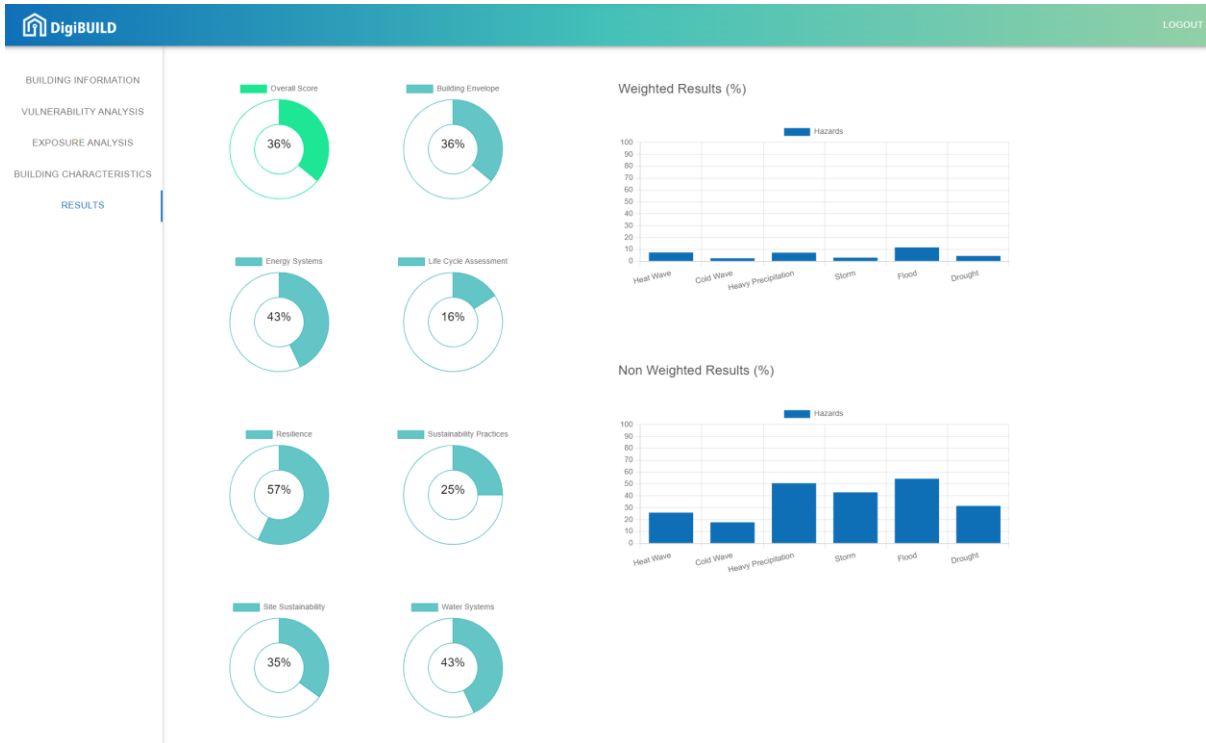 DigiBUILD
LOGOUT
BUILDING INFORMATION
VULNERABILITY ANALYSIS
EXPOSURE ANALYSIS
BUILDING CHARACTERISTICS
RESULTS
Overall Score
36%
Building Envelope
36%
Energy Systems
43%
Life Cycle Assessment
16%
Resilience
57%
Sustainability Practices
25%
Site Sustainability
35%
Water Systems
43%
Weighted Results (%)
Hazards
100
90
80
70
60
50
40
30
20
10
0
Heat Wave
Cold Wave
Heavy Precipitation
Storm
Flood
Drought
Non Weighted Results (%)
Hazards
100
90
80
70
60
50
40
30
20
10
0
Heat Wave
Cold Wave
Heavy Precipitation
Storm
Flood
Drought